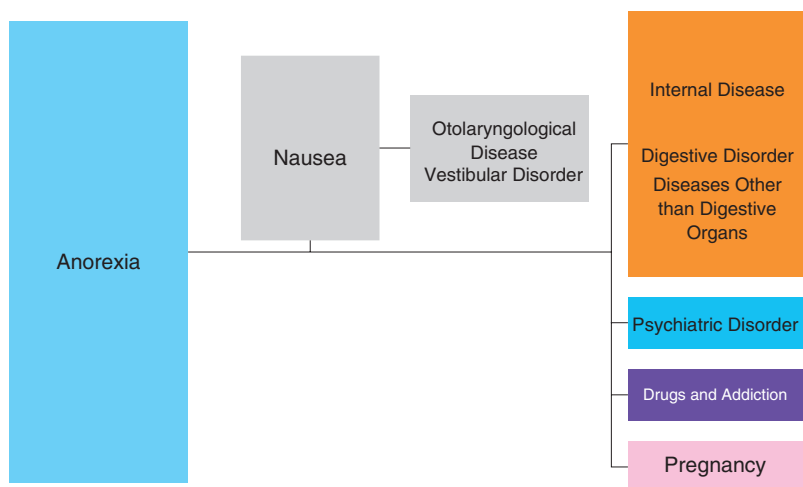 Anorexia
Nausea
Otolaryngological
Disease
Vestibular Disorder
Internal Disease
Digestive Disorder
Diseases Other
than Digestive
Organs
Psychiatric Disorder
Drugs and Addiction
Pregnancy